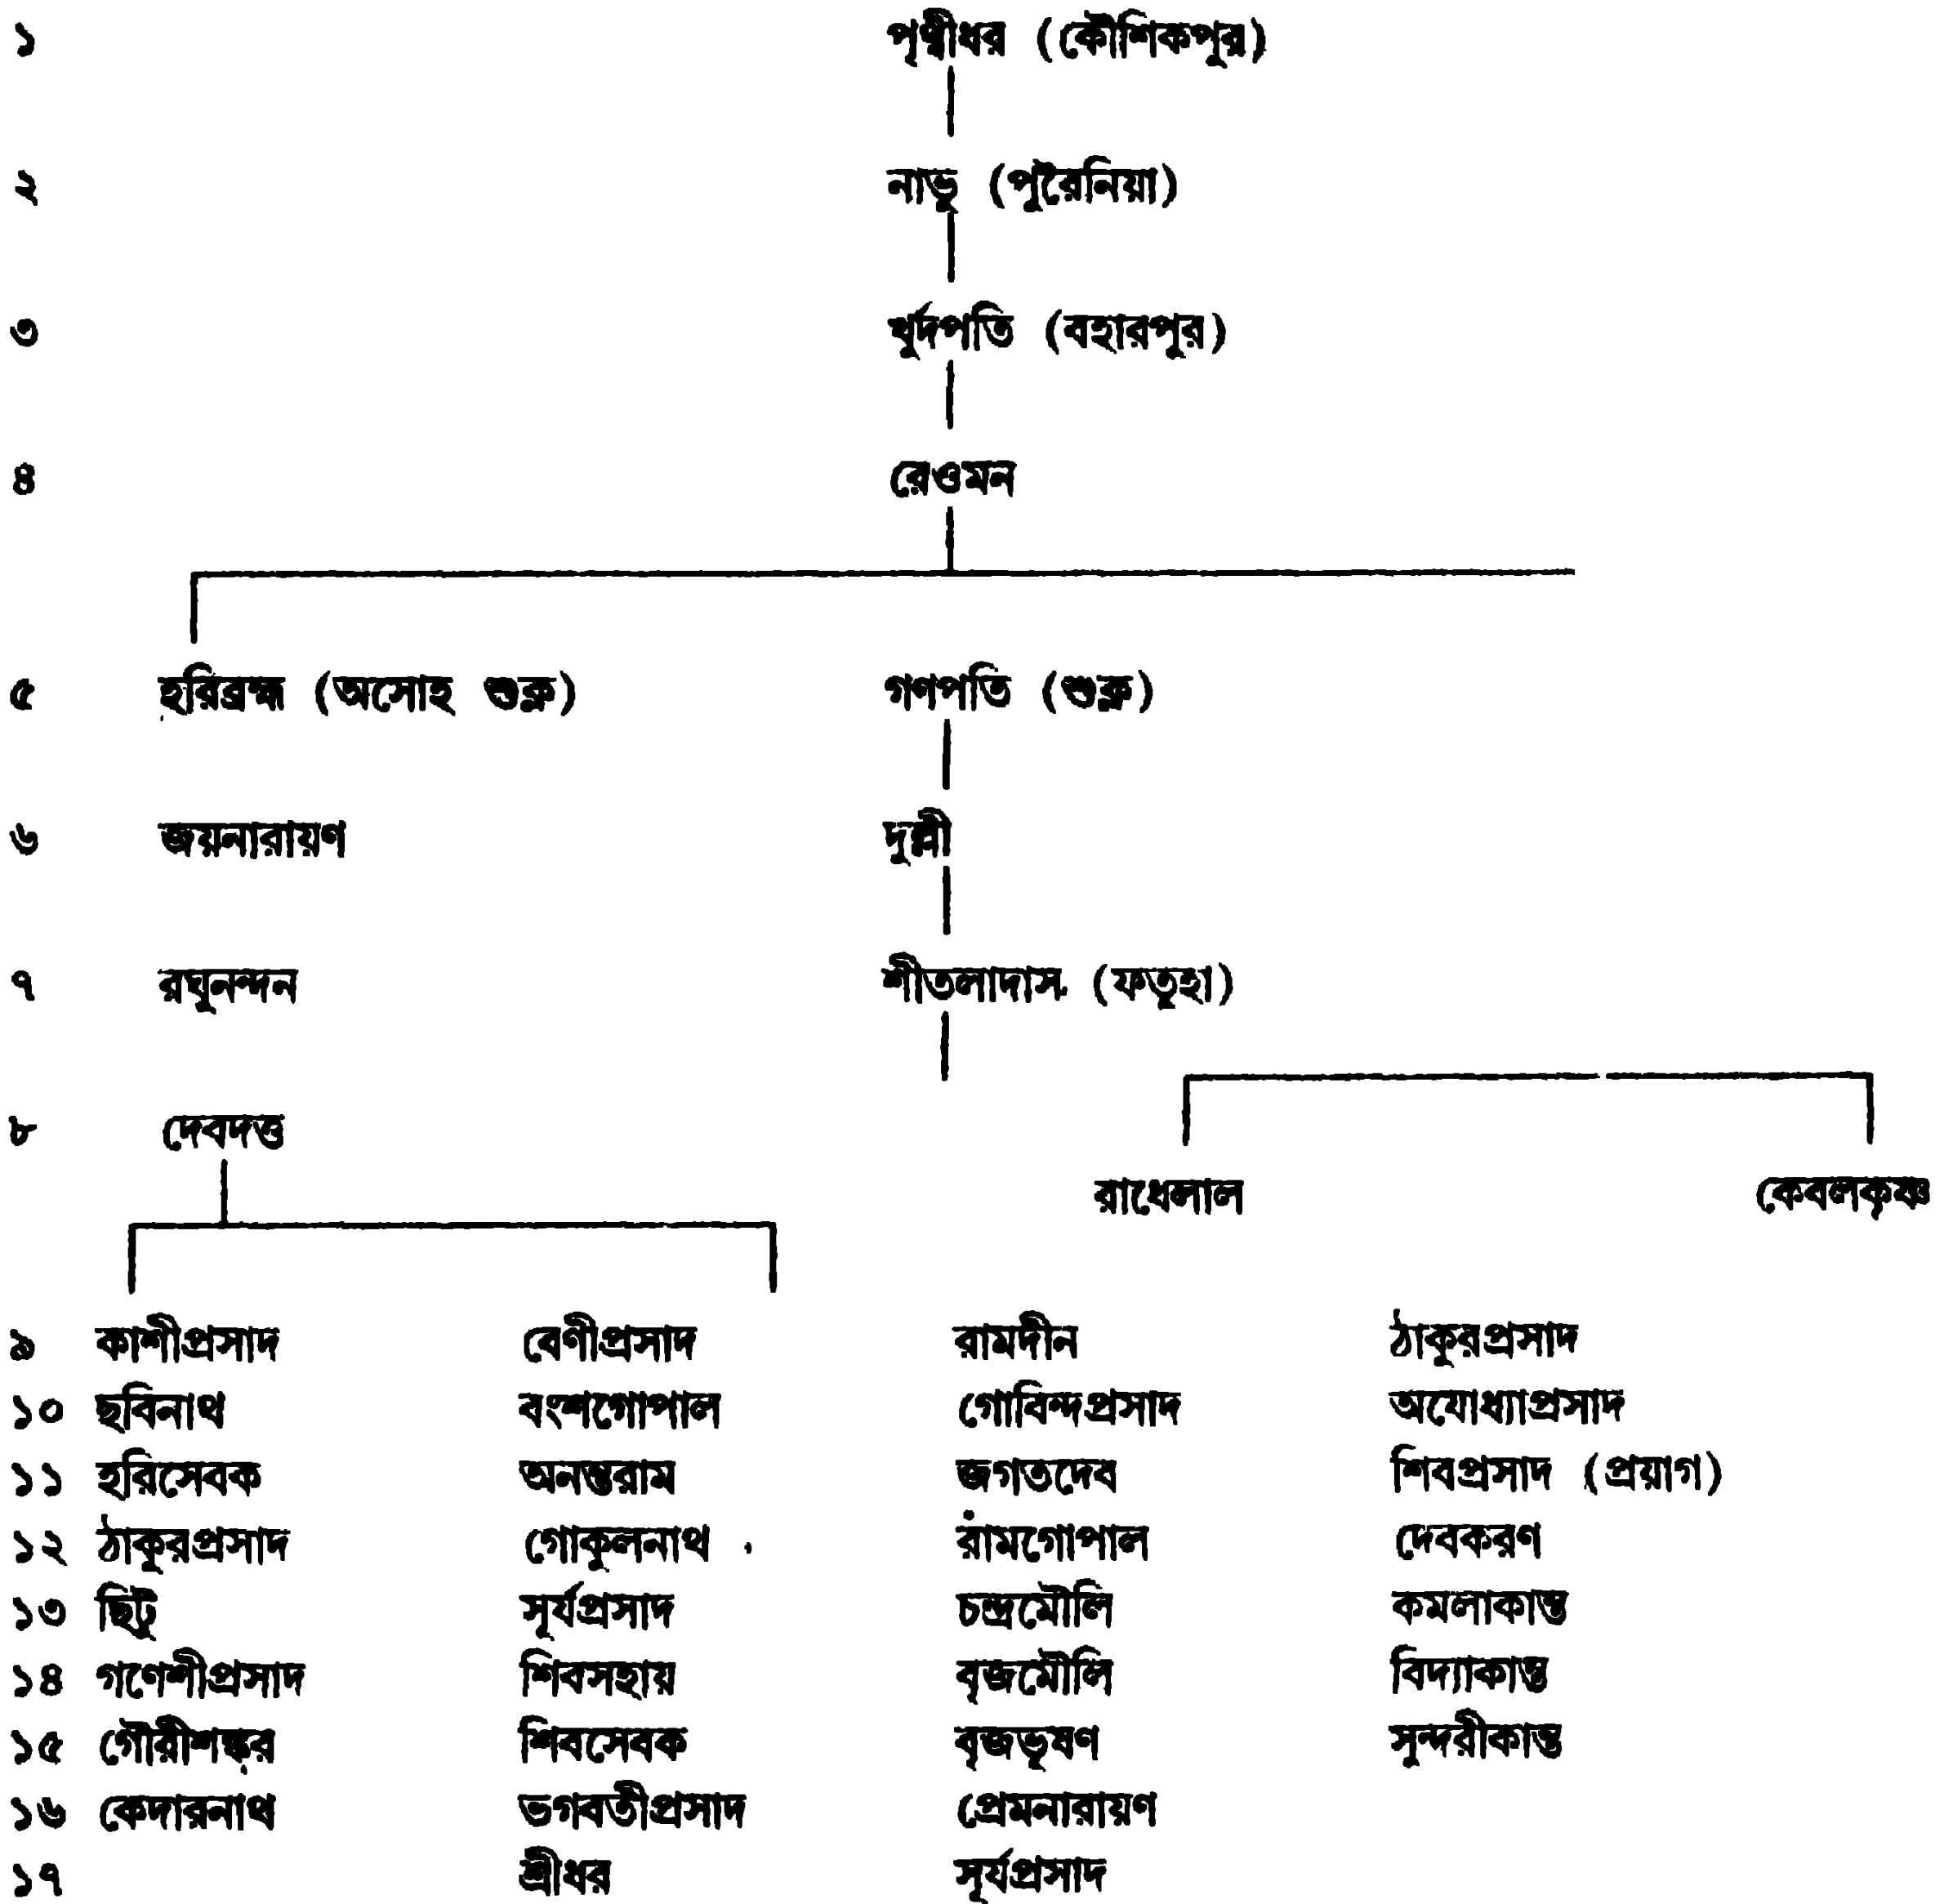 ১ পৃথ্বীধর (কৌশিকপুর)
২ নাভু (পুরৈনিয়া)
৩ খুর্দপতি (বহারপুর)
৪ রেওমন
৫ হরিব্রহ্ম (অসোহ শুক্ল) গণপতি (শুক্ল)
৬ জয়নারায়ণ দুল্লী
৭ রঘুনন্দন শীতলাদাস (ফতুহা)
৮ দেবদত্ত
রাধেলাল কেবলকৃষ্ণ
৯ কাশীপ্রসাদ বেণীপ্রসাদ রামদীন ঠাকুরপ্রসাদ
১০ ছবিনাথ বংশগোপাল গোবিন্দপ্রসাদ অযোধ্যাপ্রসাদ
১১ হরিসেবক অনন্তরাম জগতদেব শিবপ্রসাদ (প্রয়াগ)
১২ ঠাকুরপ্রসাদ গোকুলনাথ রামগোপাল দেবকরণ
১৩ ছিটু সূর্যপ্রসাদ চন্দ্রমৌলি কমলাকান্ত
১৪ গণেশীপ্রসাদ শিবসহায় বৃজমৌলি বিদ্যাকান্ত
১৫ গৌরীশঙ্কর শিবসেবক বৃজভূষণ সুন্দরীকান্ত
১৬ কেদারনাথ ভগবতীপ্রসাদ প্রেমনারায়ণ
১৭ শ্রীধর সূর্যপ্রসাদ